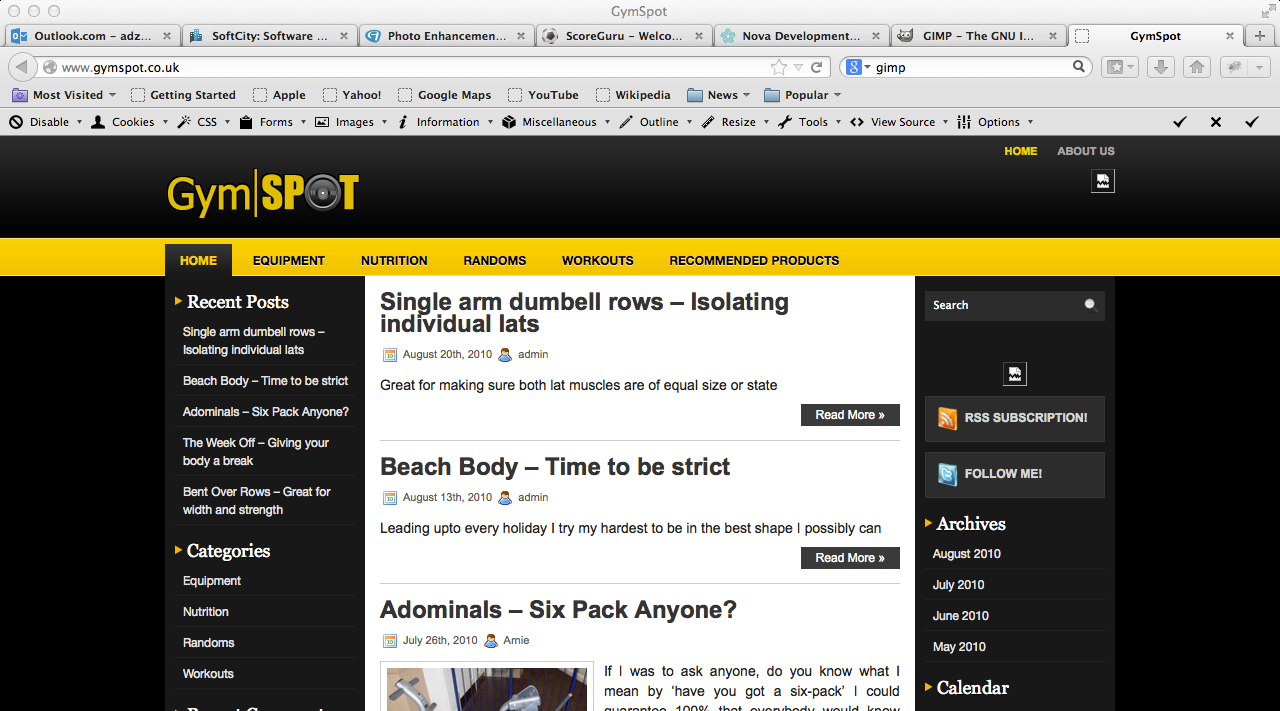 GymSpot
Outlook.com – adz...
SoftCity: Software ...
Photo Enhancemen...
ScoreGuru – Welco...
Nova Development...
GIMP – The GNU I...
GymSpot
www.gymspot.co.uk
gimp
Most Visited
Getting Started
Apple
Yahoo!
Google Maps
YouTube
Wikipedia
News
Popular
Disable
Cookies
CSS
Forms
Images
Information
Miscellaneous
Outline
Resize
Tools
View Source
Options
HOME
ABOUT US
Gym|SPOT
HOME
EQUIPMENT
NUTRITION
RANDOMS
WORKOUTS
RECOMMENDED PRODUCTS
Recent Posts
Single arm dumbell rows –
Isolating individual lats
Beach Body – Time to be strict
Adominals – Six Pack Anyone?
The Week Off – Giving your
body a break
Bent Over Rows – Great for
width and strength
Categories
Equipment
Nutrition
Randoms
Workouts
Single arm dumbell rows – Isolating
individual lats
August 20th, 2010 admin
Great for making sure both lat muscles are of equal size or state
Read More »
Beach Body – Time to be strict
August 13th, 2010 admin
Leading upto every holiday I try my hardest to be in the best shape I possibly can
Read More »
Adominals – Six Pack Anyone?
July 26th, 2010 Arnie
If I was to ask anyone, do you know what I
mean by 'have you got a six-pack' I could
guarantee 100% that everybody would know
Search
RSS SUBSCRIPTION!
FOLLOW ME!
Archives
August 2010
July 2010
June 2010
May 2010
Calendar